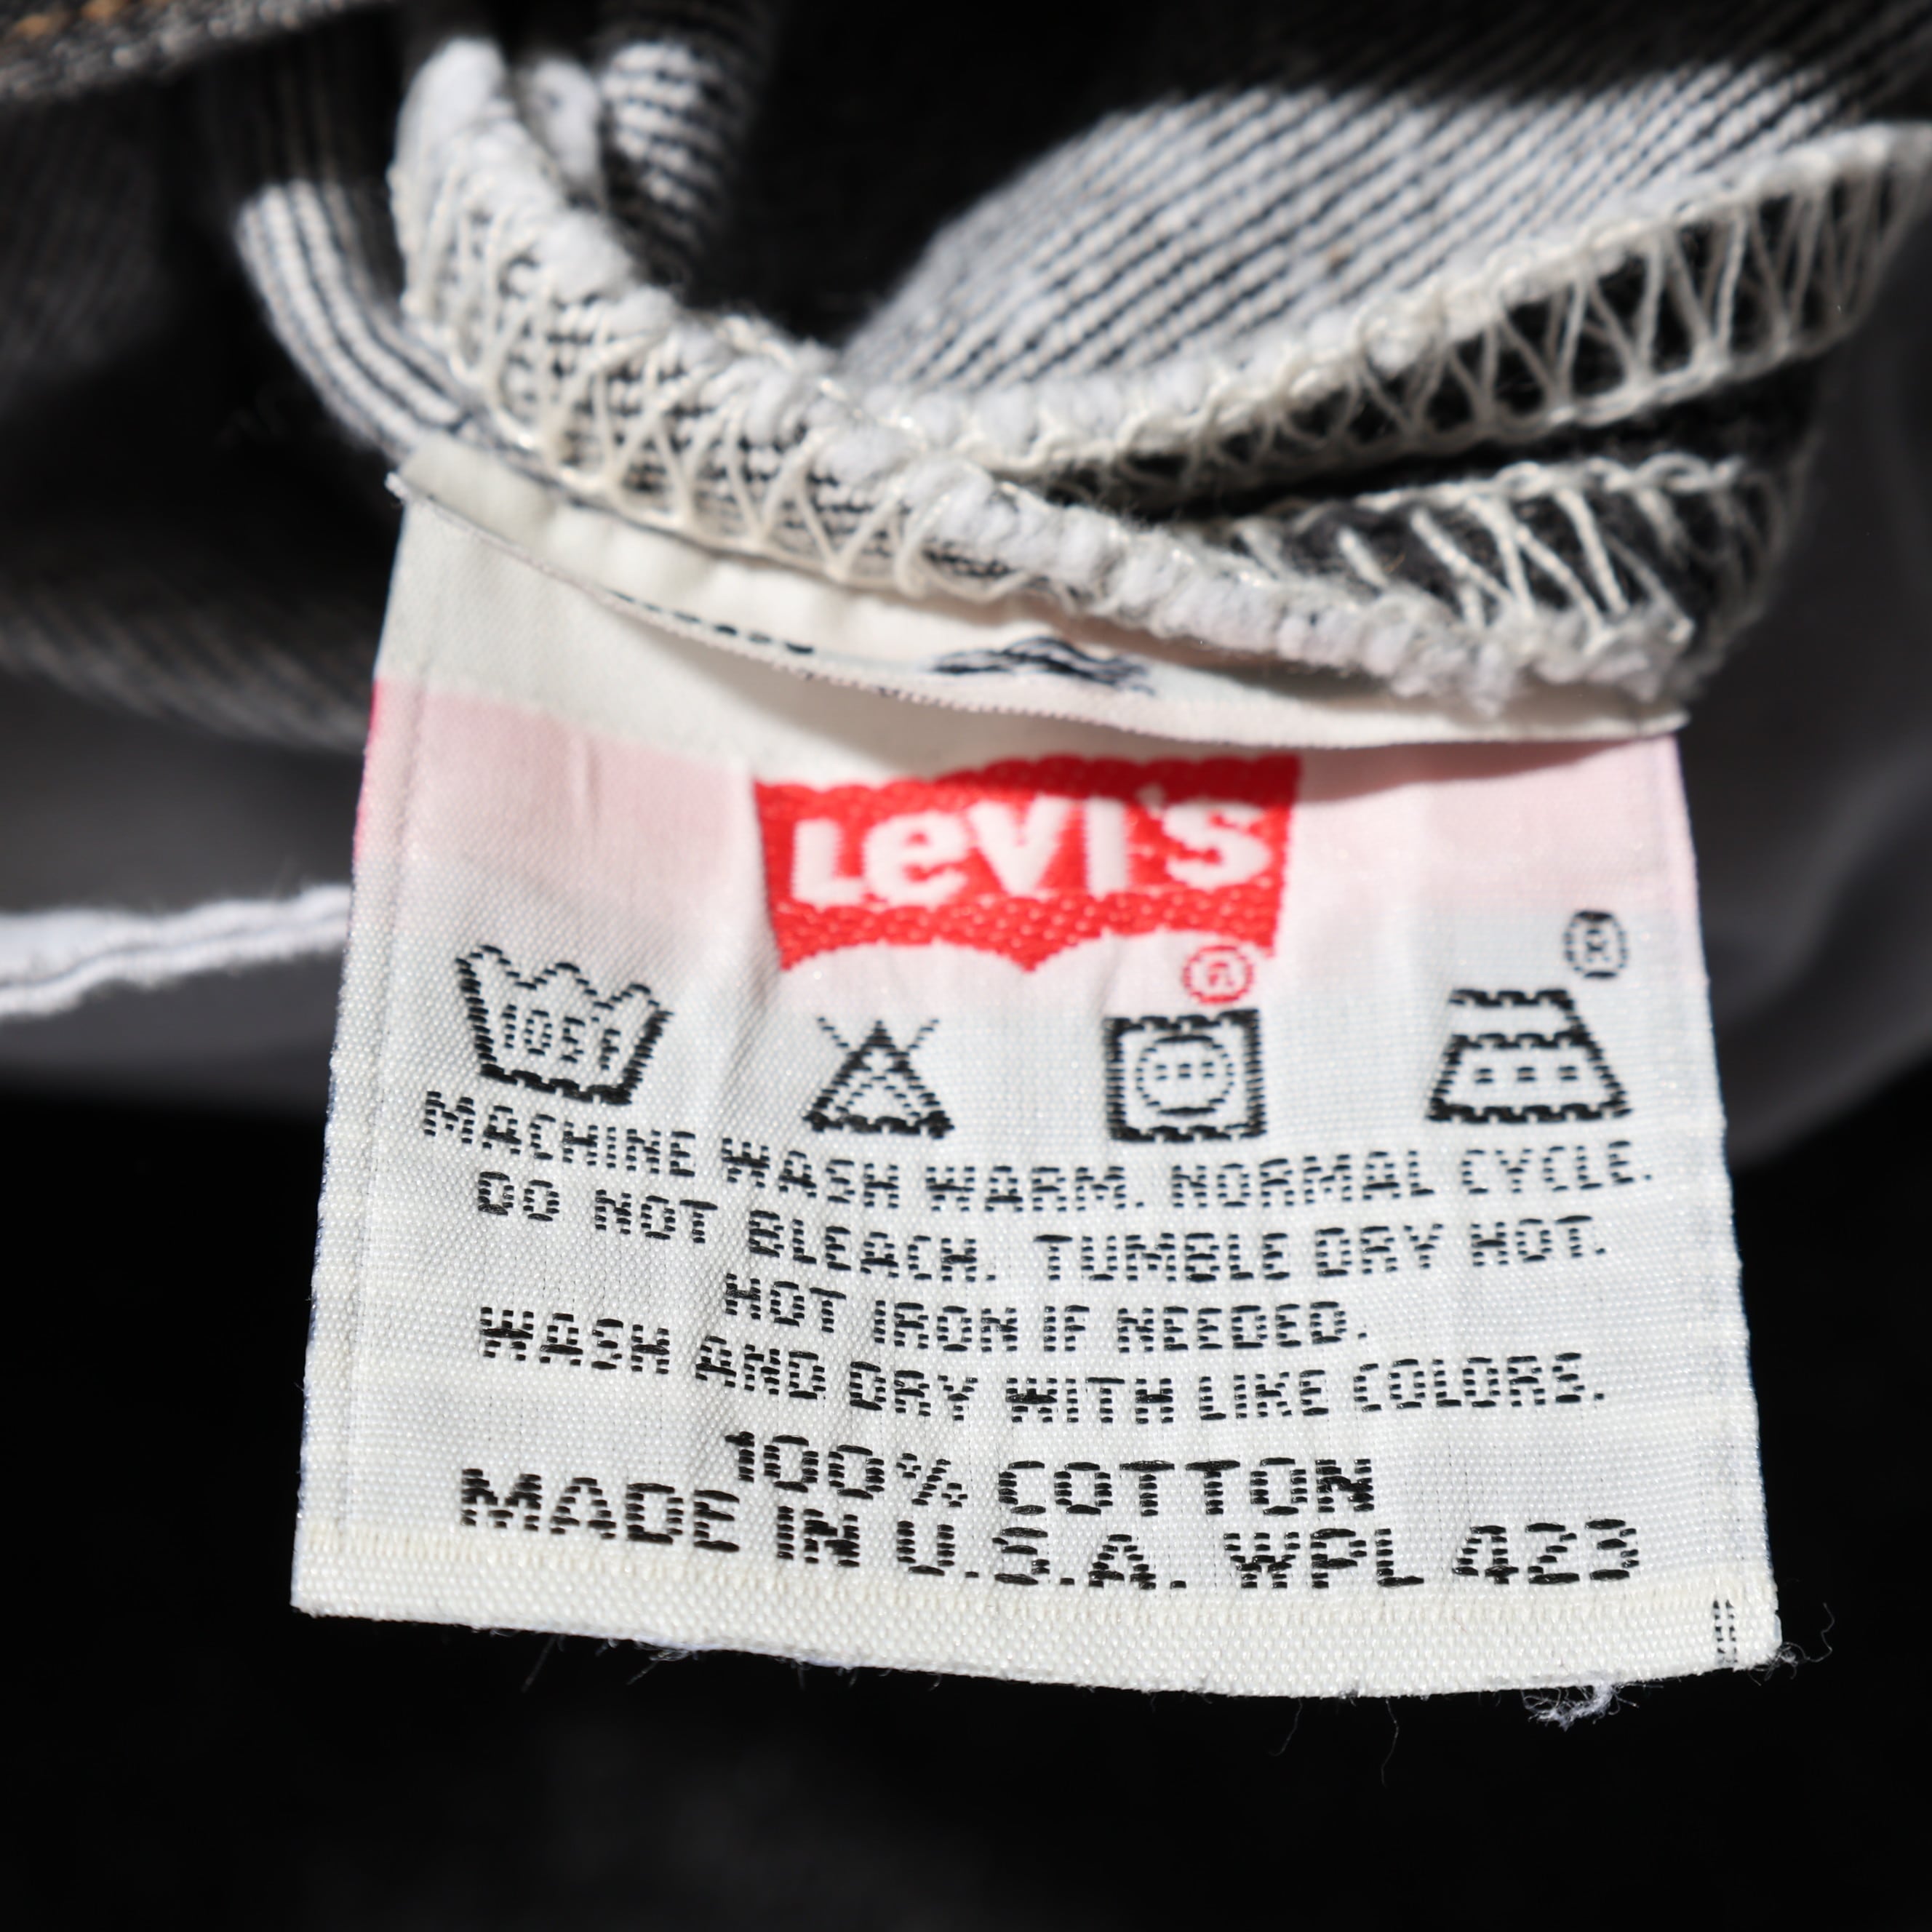 LEVI'S
®
®
105°F
MACHINE WASH WARM. NORMAL CYCLE.
DO NOT BLEACH. TUMBLE DRY HOT.
HOT IRON IF NEEDED.
WASH AND DRY WITH LIKE COLORS.
100% COTTON
MADE IN U.S.A. WPL 423